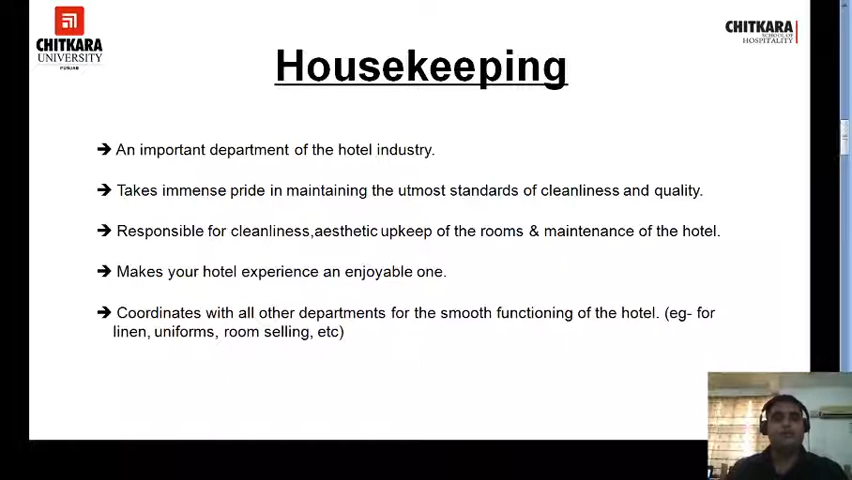 CHITKARA
UNIVERSITY
PUNJAB
CHITKARA
SCHOOL OF
HOSPITALITY
Housekeeping
➔ An important department of the hotel industry.
➔ Takes immense pride in maintaining the utmost standards of cleanliness and quality.
➔ Responsible for cleanliness,aesthetic upkeep of the rooms & maintenance of the hotel.
➔ Makes your hotel experience an enjoyable one.
➔ Coordinates with all other departments for the smooth functioning of the hotel. (eg- for
linen, uniforms, room selling, etc)